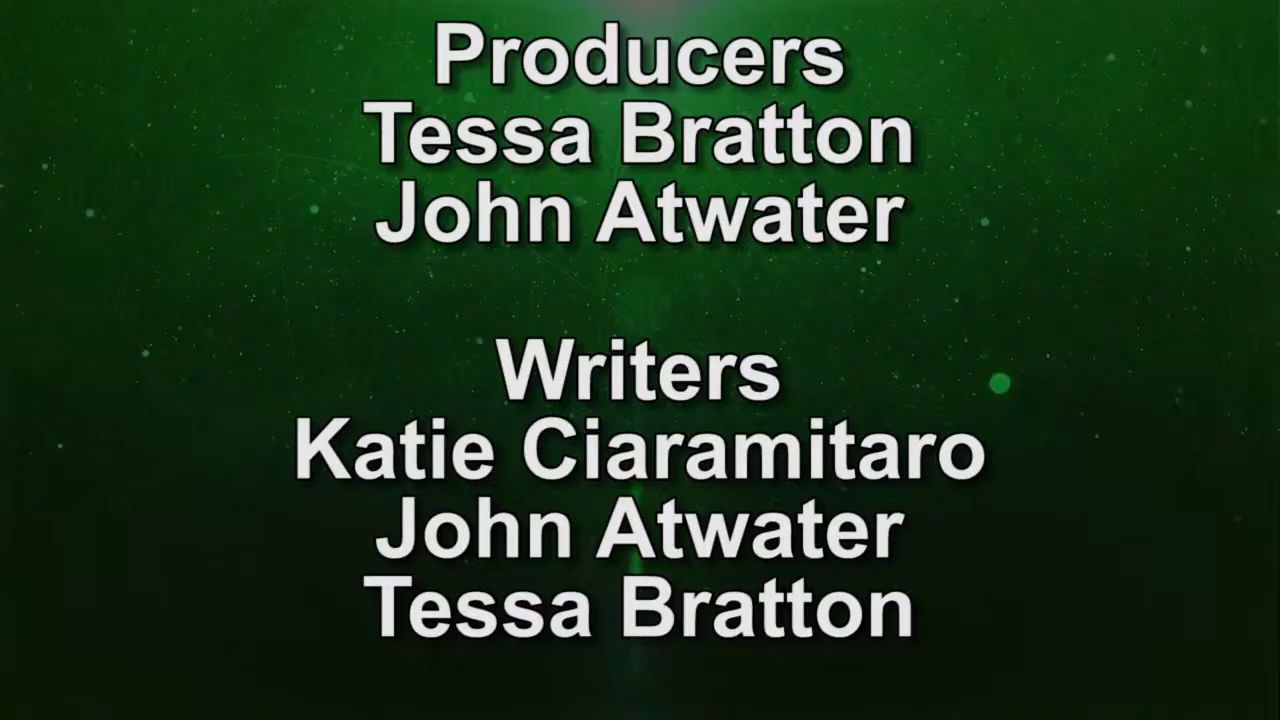 Producers
Tessa Bratton
John Atwater
Writers
Katie Ciaramitaro
John Atwater
Tessa Bratton